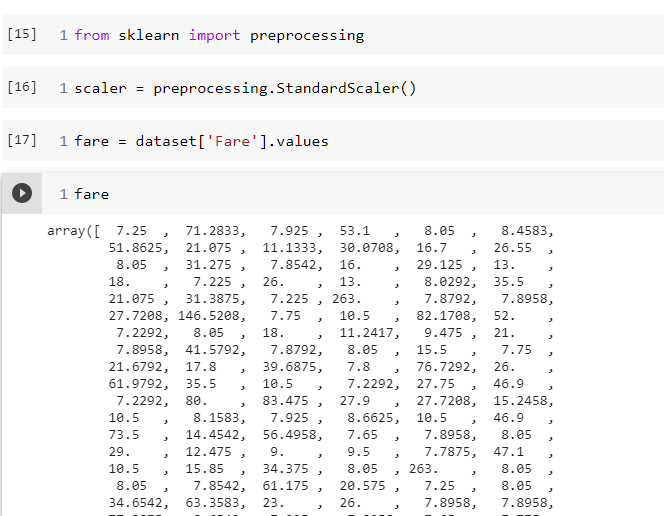 [15] 1 from sklearn import preprocessing
[16] 1 scaler = preprocessing.StandardScaler()
[17] 1 fare = dataset['Fare'].values
1 fare
array([ 7.25 , 71.2833, 7.925 , 53.1 , 8.05 , 8.4583,
51.8625, 21.075 , 11.1333, 30.0708, 16.7 , 26.55 ,
8.05 , 31.275 , 7.8542, 16. , 29.125 , 13. ,
18. , 7.225 , 26. , 13. , 8.0292, 35.5 ,
21.075 , 31.3875, 7.225 , 263. , 7.8792, 7.8958,
27.7208, 146.5208, 7.75 , 10.5 , 82.1708, 52. ,
7.2292, 8.05 , 18. , 11.2417, 9.475 , 21. ,
7.8958, 41.5792, 7.8792, 8.05 , 15.5 , 7.75 ,
21.6792, 17.8 , 39.6875, 7.8 , 76.7292, 26. ,
61.9792, 35.5 , 10.5 , 7.2292, 27.75 , 46.9 ,
7.2292, 80. , 83.475 , 27.9 , 27.7208, 15.2458,
10.5 , 8.1583, 7.925 , 8.6625, 10.5 , 46.9 ,
73.5 , 14.4542, 56.4958, 7.65 , 7.8958, 8.05 ,
29. , 12.475 , 9. , 9.5 , 7.7875, 47.1 ,
10.5 , 15.85 , 34.375 , 8.05 , 263. , 8.05 ,
8.05 , 7.8542, 61.175 , 20.575 , 7.25 , 8.05 ,
34.6542, 63.3583, 23. , 26. , 7.8958, 7.8958,